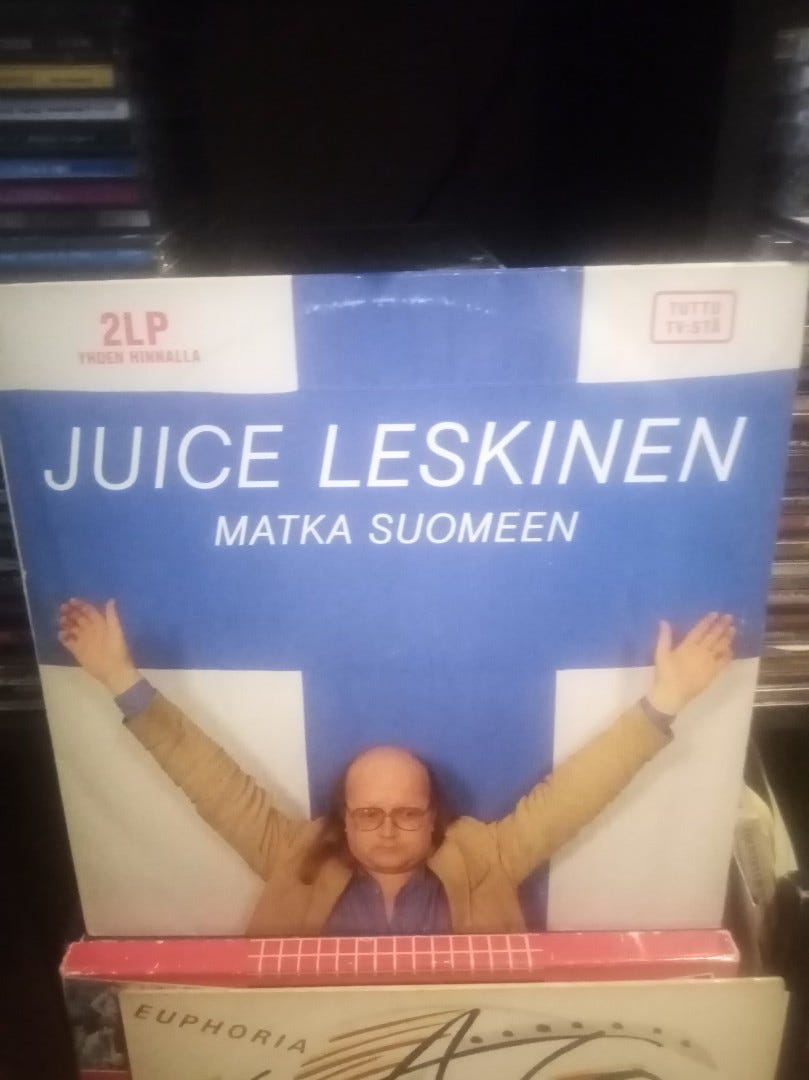 2LP
YHDEN HINNALLA
TUTTU
TV:STÄ
JUICE LESKINEN
MATKA SUOMEEN
EUPHORIA